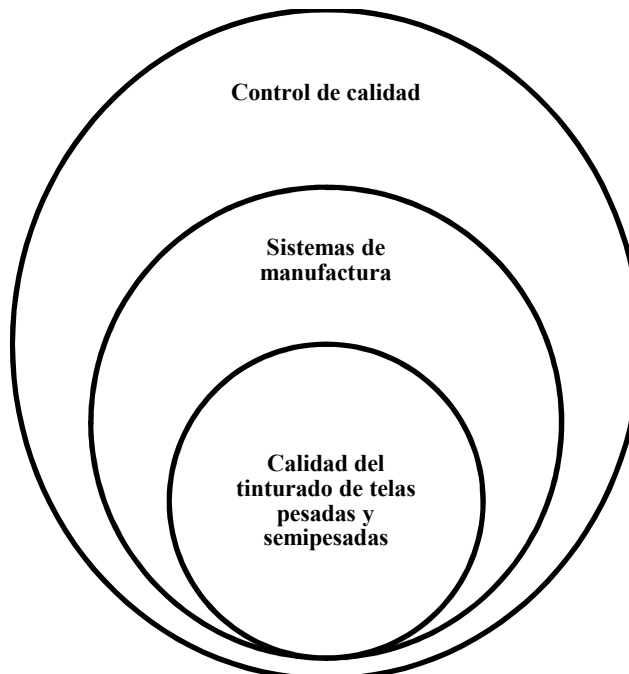 Control de calidad
Sistemas de
manufactura
Calidad del
tinturado de telas
pesadas y
semipesadas